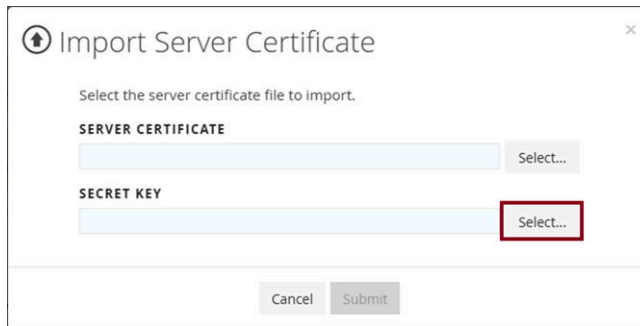 Import Server Certificate
Select the server certificate file to import.
SERVER CERTIFICATE
Select...
SECRET KEY
Select...
Cancel Submit